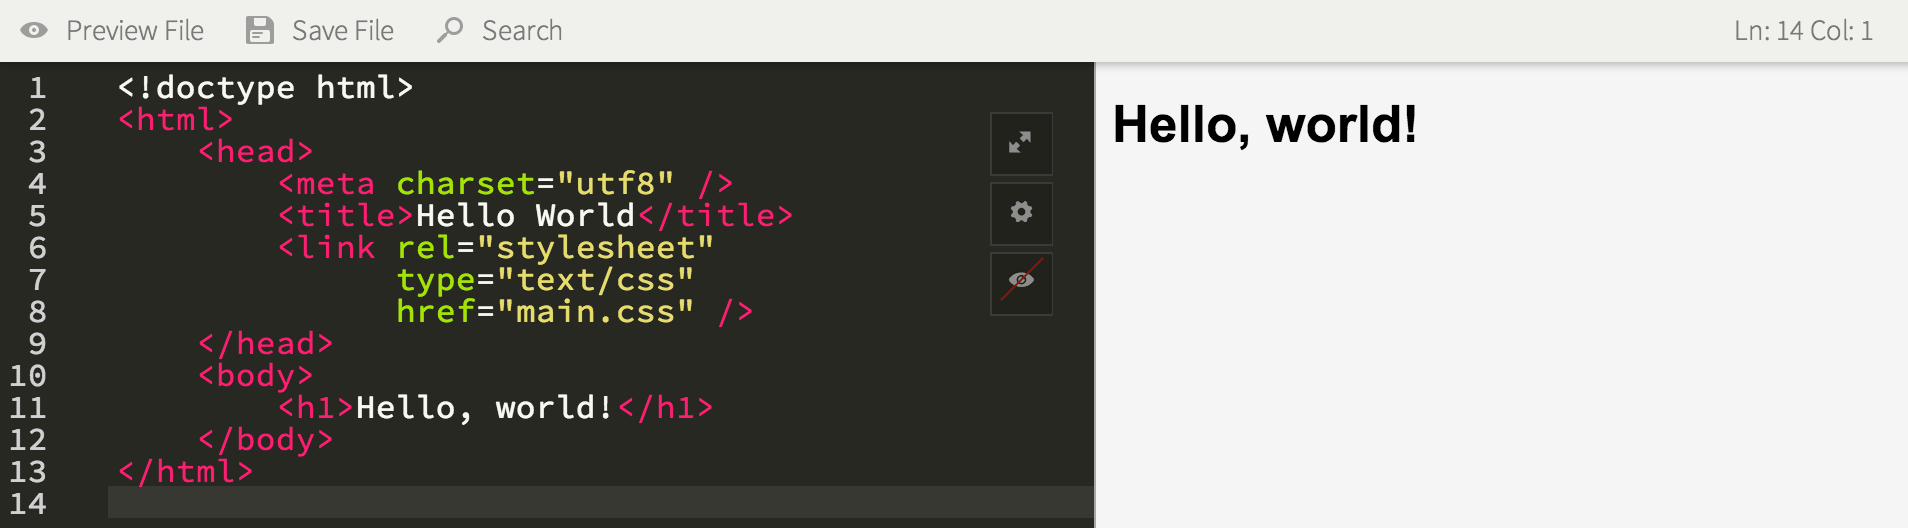 Preview File Save File Search Ln: 14 Col: 1
1 <!doctype html>
2 <html>
3 <head>
4 <meta charset="utf8" />
5 <title>Hello World</title>
6 <link rel="stylesheet"
7 type="text/css"
8 href="main.css" />
9 </head>
10 <body>
11 <h1>Hello, world!</h1>
12 </body>
13 </html>
14
Hello, world!